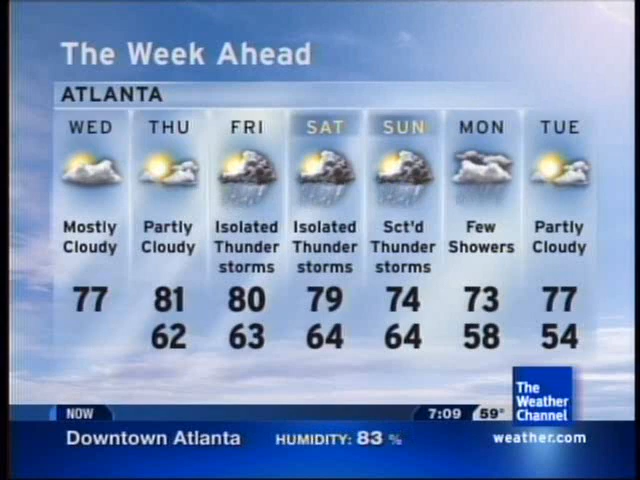 The Week Ahead
ATLANTA
WED THU FRI SAT SUN MON TUE
Mostly Cloudy
Partly Cloudy
Isolated Thunder storms
Isolated Thunder storms
Sct'd Thunder storms
Few Showers
Partly Cloudy
77 81 80 79 74 73 77
62 63 64 64 58 54
The
Weather
Channel
NOW 7:09 59°
Downtown Atlanta HUMIDITY: 83 % weather.com